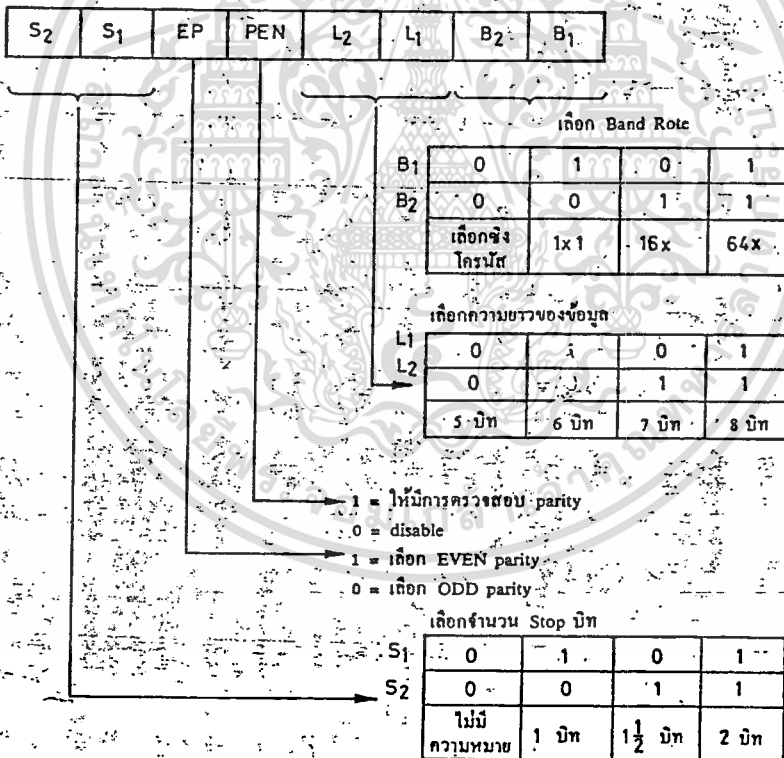 S2 S1 EP PEN L2 L1 B2 B1
เลือก Band Rote
B1 0 1 0 1
B2 0 0 1 1
เลือกซิงโครนัส 1x1 16x 64x
เลือกความยาวของข้อมูล
L1 0 1 0 1
L2 0 1 1
5 บิท 6 บิท 7 บิท 8 บิท
1 = ให้มีการตรวจสอบ parity
0 = disable
1 = เลือก EVEN parity
0 = เลือก ODD parity
เลือกจำนวน Stop บิท
S1 0 1 0 1
S2 0 0 1 1
ไม่มีความหมาย 1 บิท 1 1/2 บิท 2 บิท